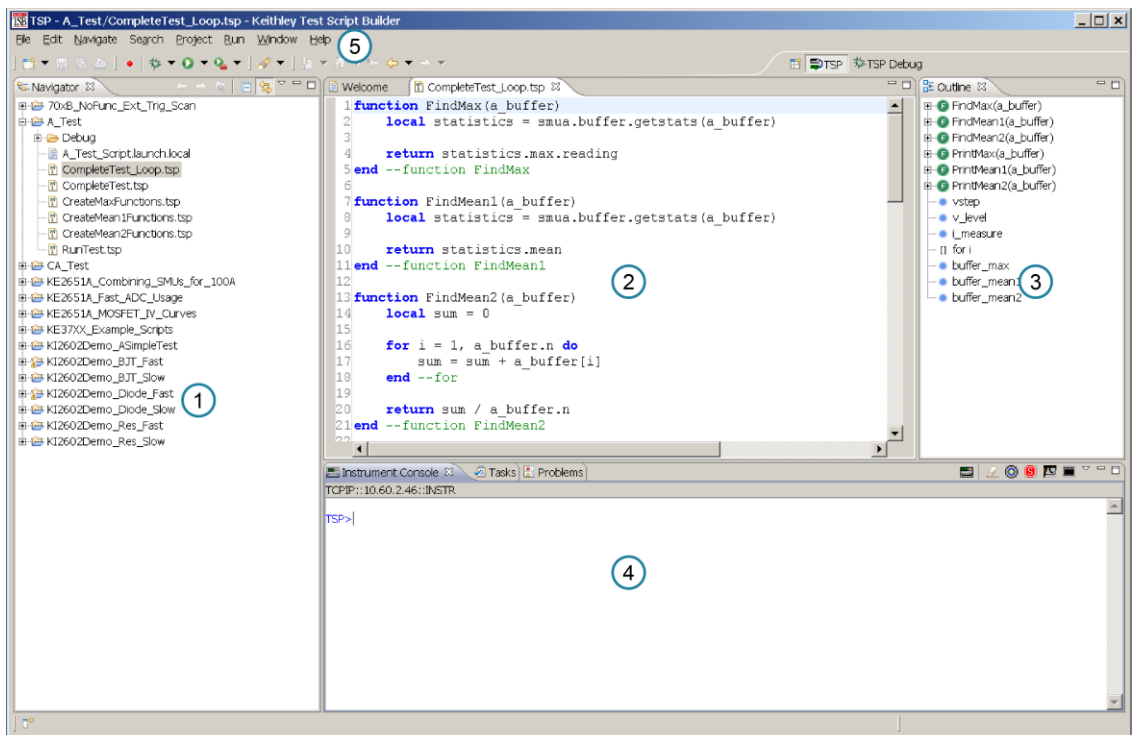 TSP - A_Test/CompleteTest_Loop.tsp - Keithley Test Script Builder
File Edit Navigate Search Project Run Window Help
5
TSP TSP Debug
Navigator
70xB_NoFunc_Ext_Trig_Scan
A_Test
Debug
A_Test_Script.launch.local
CompleteTest_Loop.tsp
CompleteTest.tsp
CreateMaxFunctions.tsp
CreateMean1Functions.tsp
CreateMean2Functions.tsp
RunTest.tsp
CA_Test
KE2651A_Combining_SMUs_for_100A
KE2651A_Fast_ADC_Usage
KE2651A_MOSFET_IV_Curves
KE37XX_Example_Scripts
KI2602Demo_ASimpleTest
KI2602Demo_BJT_Fast
KI2602Demo_BJT_Slow
KI2602Demo_Diode_Fast
KI2602Demo_Diode_Slow
KI2602Demo_Res_Fast
KI2602Demo_Res_Slow
1
Welcome CompleteTest_Loop.tsp
1 function FindMax(a_buffer)
2     local statistics = smua.buffer.getstats(a_buffer)
3
4     return statistics.max.reading
5 end --function FindMax
6
7 function FindMean1(a_buffer)
8     local statistics = smua.buffer.getstats(a_buffer)
9
10     return statistics.mean
11 end --function FindMean1
12
13 function FindMean2(a_buffer)
14     local sum = 0
15
16     for i = 1, a_buffer.n do
17         sum = sum + a_buffer[i]
18     end --for
19
20     return sum / a_buffer.n
21 end --function FindMean2
22
2
Outline
FindMax(a_buffer)
FindMean1(a_buffer)
FindMean2(a_buffer)
PrintMax(a_buffer)
PrintMean1(a_buffer)
PrintMean2(a_buffer)
vstep
v_level
i_measure
for i
buffer_max
buffer_mean1
buffer_mean2
3
Instrument Console Tasks Problems
TCPIP::10.60.2.46::INSTR
TSP>
4